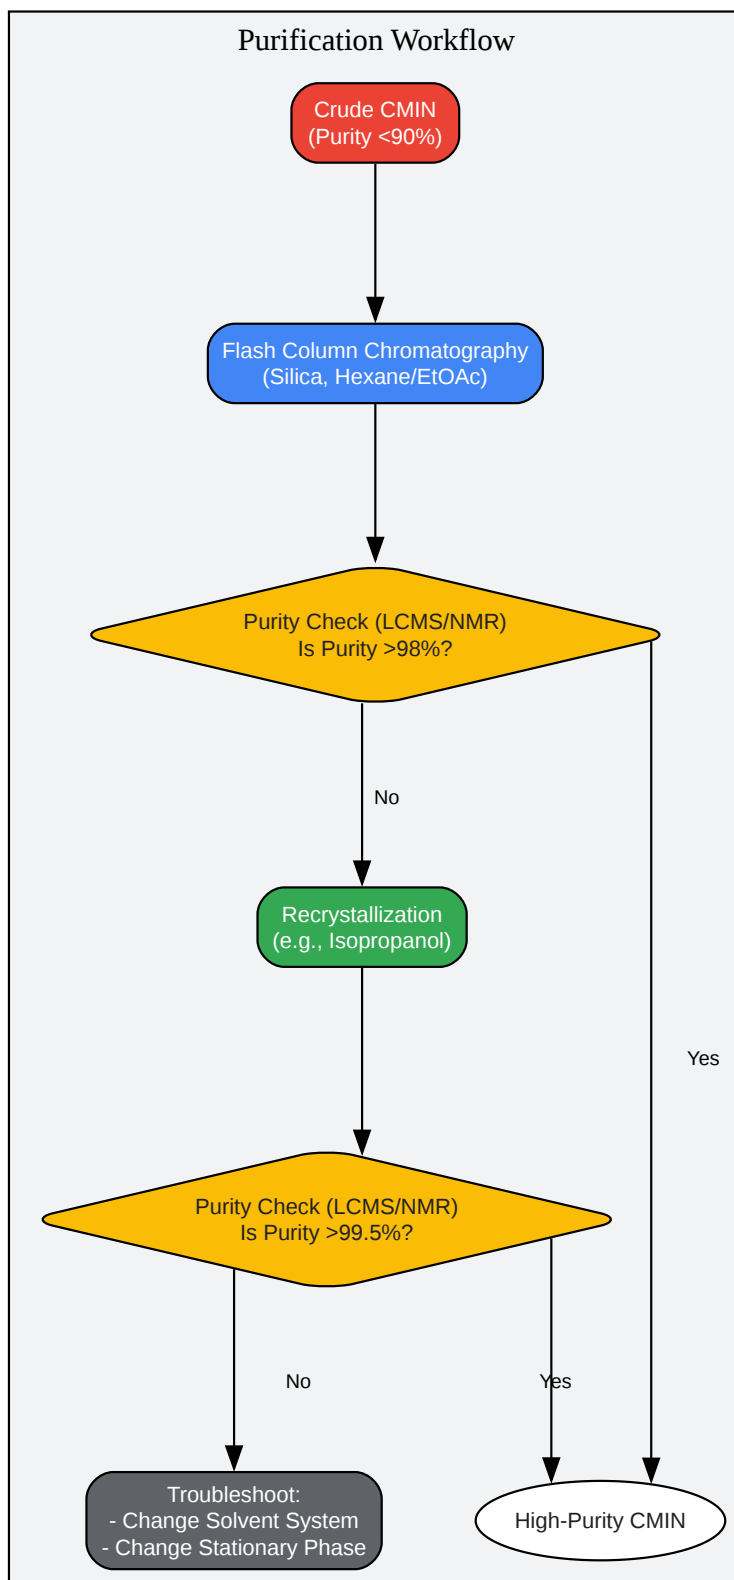 Purification Workflow
Crude CMIN
(Purity <90%)
Flash Column Chromatography
(Silica, Hexane/EtOAc)
Purity Check (LCMS/NMR)
Is Purity >98%?
No
Recrystallization
(e.g., Isopropanol)
Yes
Purity Check (LCMS/NMR)
Is Purity >99.5%?
No
Yes
Troubleshoot:
- Change Solvent System
- Change Stationary Phase
High-Purity CMIN